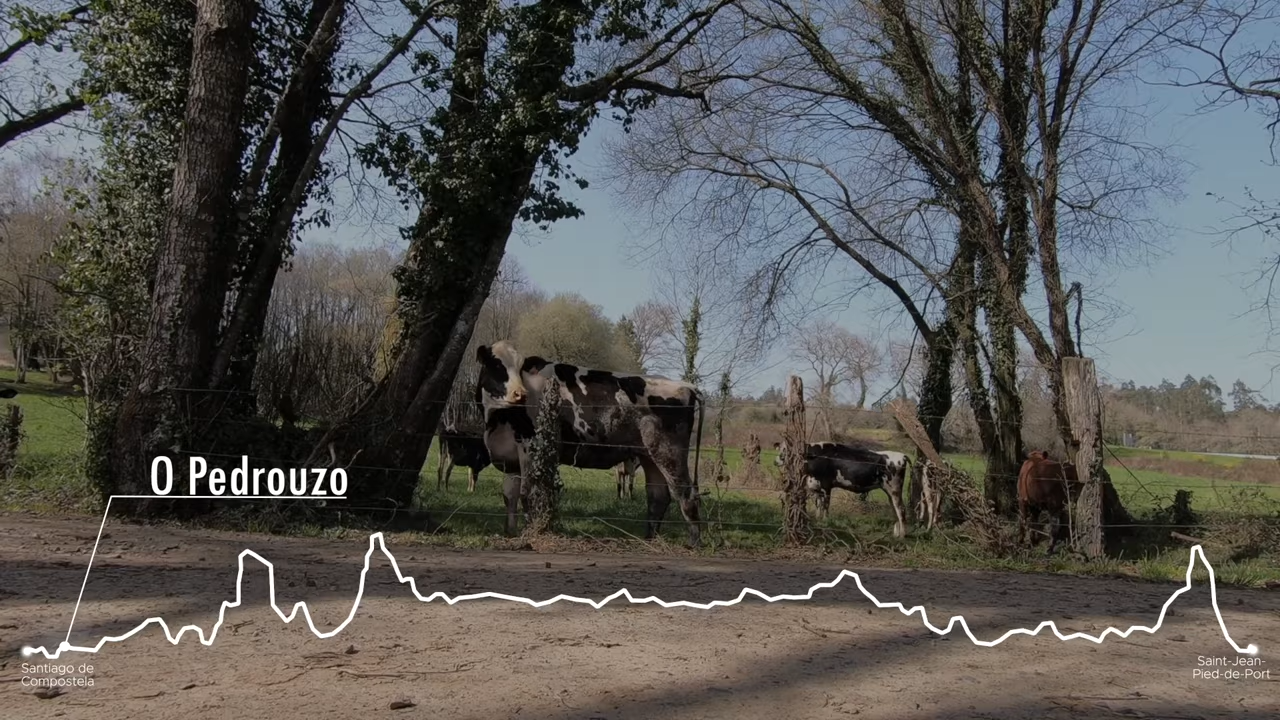 O Pedrouzo
Santiago de
Compostela
Saint-Jean-
Pied-de-Port